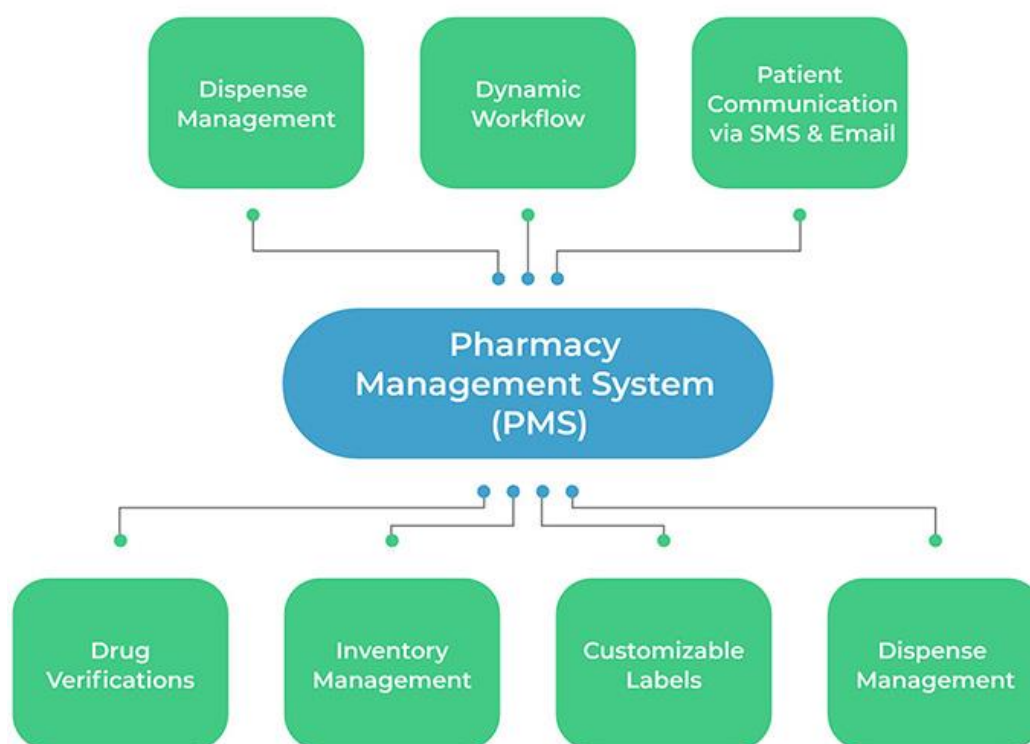 Dispense
Management
Dynamic
Workflow
Patient
Communication
via SMS & Email
Pharmacy
Management System
(PMS)
Drug
Verifications
Inventory
Management
Customizable
Labels
Dispense
Management